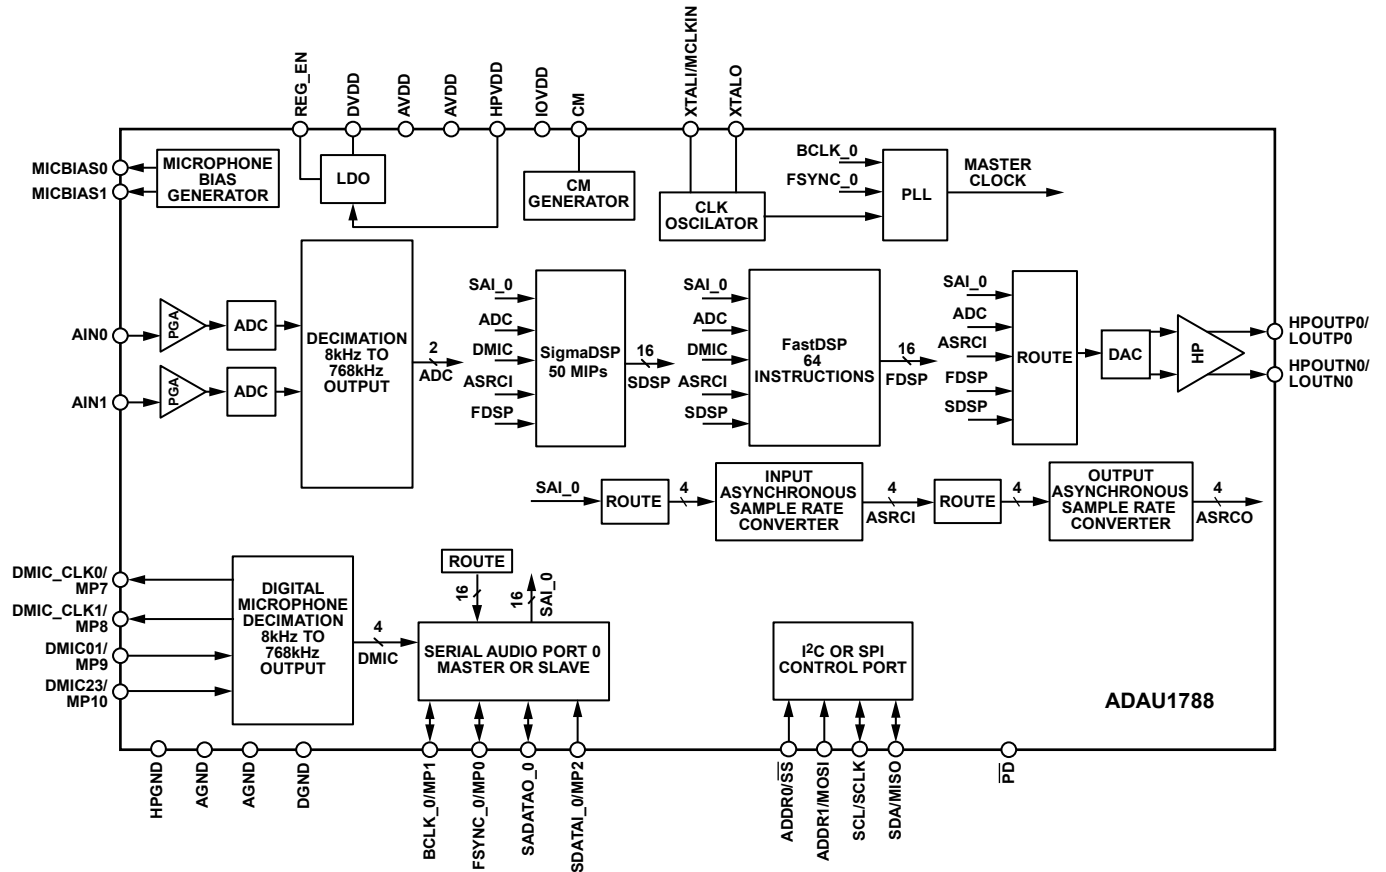 REG_EN
DVDD
AVDD
AVDD
HPVDD
IOVDD
CM
XTALI/MCLKIN
XTALO
MICBIAS0
MICBIAS1
MICROPHONE
BIAS
GENERATOR
LDO
CM
GENERATOR
CLK
OSCILATOR
BCLK_0
FSYNC_0
PLL
MASTER
CLOCK
AIN0
AIN1
PGA
ADC
PGA
ADC
DECIMATION
8kHz TO
768kHz
OUTPUT
2
ADC
SAI_0
ADC
DMIC
ASRCI
FDSP
SigmaDSP
50 MIPs
16
SDSP
SAI_0
ADC
DMIC
ASRCI
SDSP
FastDSP
64
INSTRUCTIONS
16
FDSP
SAI_0
ADC
ASRCI
FDSP
SDSP
ROUTE
DAC
HP
HPOUTP0/
LOUTP0
HPOUTN0/
LOUTN0
SAI_0
ROUTE
4
INPUT
ASYNCHRONOUS
SAMPLE RATE
CONVERTER
4
ASRCI
ROUTE
4
OUTPUT
ASYNCHRONOUS
SAMPLE RATE
CONVERTER
4
ASRCO
DMIC_CLK0/
MP7
DMIC_CLK1/
MP8
DMIC01/
MP9
DMIC23/
MP10
DIGITAL
MICROPHONE
DECIMATION
8kHz TO
768kHz
OUTPUT
4
DMIC
ROUTE
16
16
SAI_0
SERIAL AUDIO PORT 0
MASTER OR SLAVE
I²C OR SPI
CONTROL PORT
ADAU1788
HPGND
AGND
AGND
DGND
BCLK_0/MP1
FSYNC_0/MP0
SADATAO_0
SDATAI_0/MP2
ADDR0/S̅S̅
ADDR1/MOSI
SCL/SCLK
SDA/MISO
P̅D̅